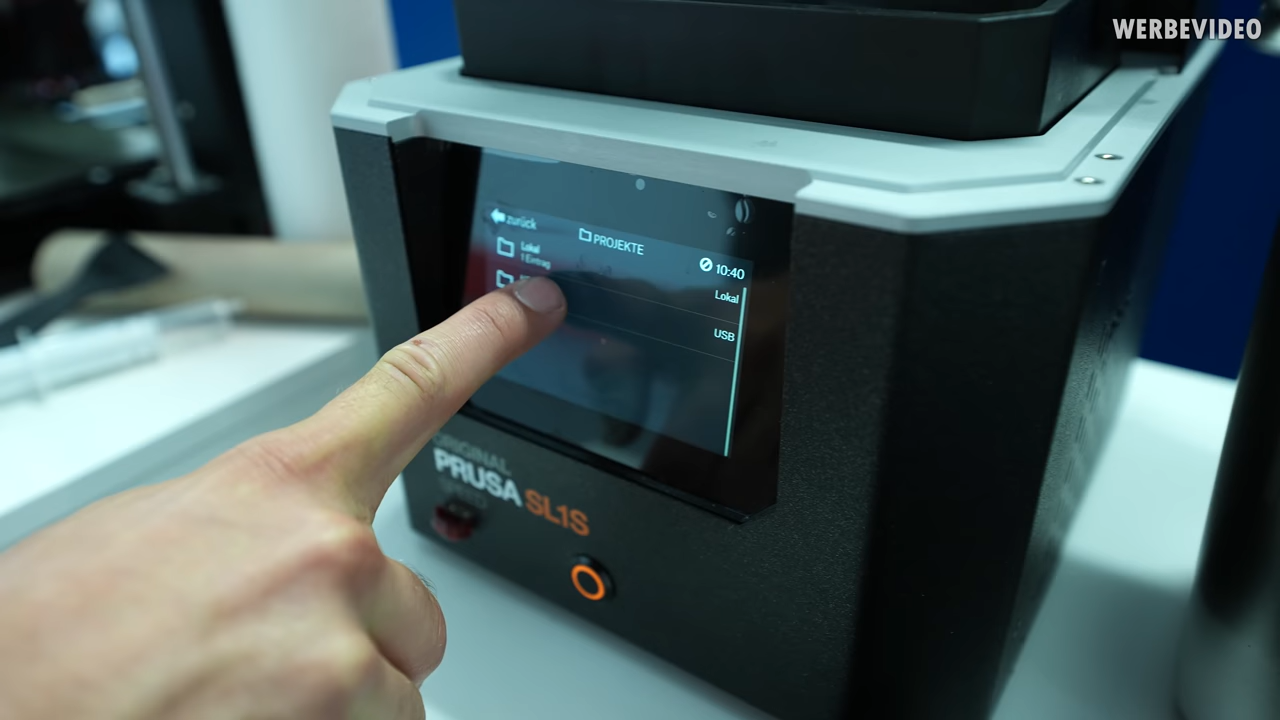 WERBEVIDEO
zurück
PROJEKTE
10:40
Lokal
1 Eintrag
Lokal
USB
ORIGINAL
PRUSA SL1S